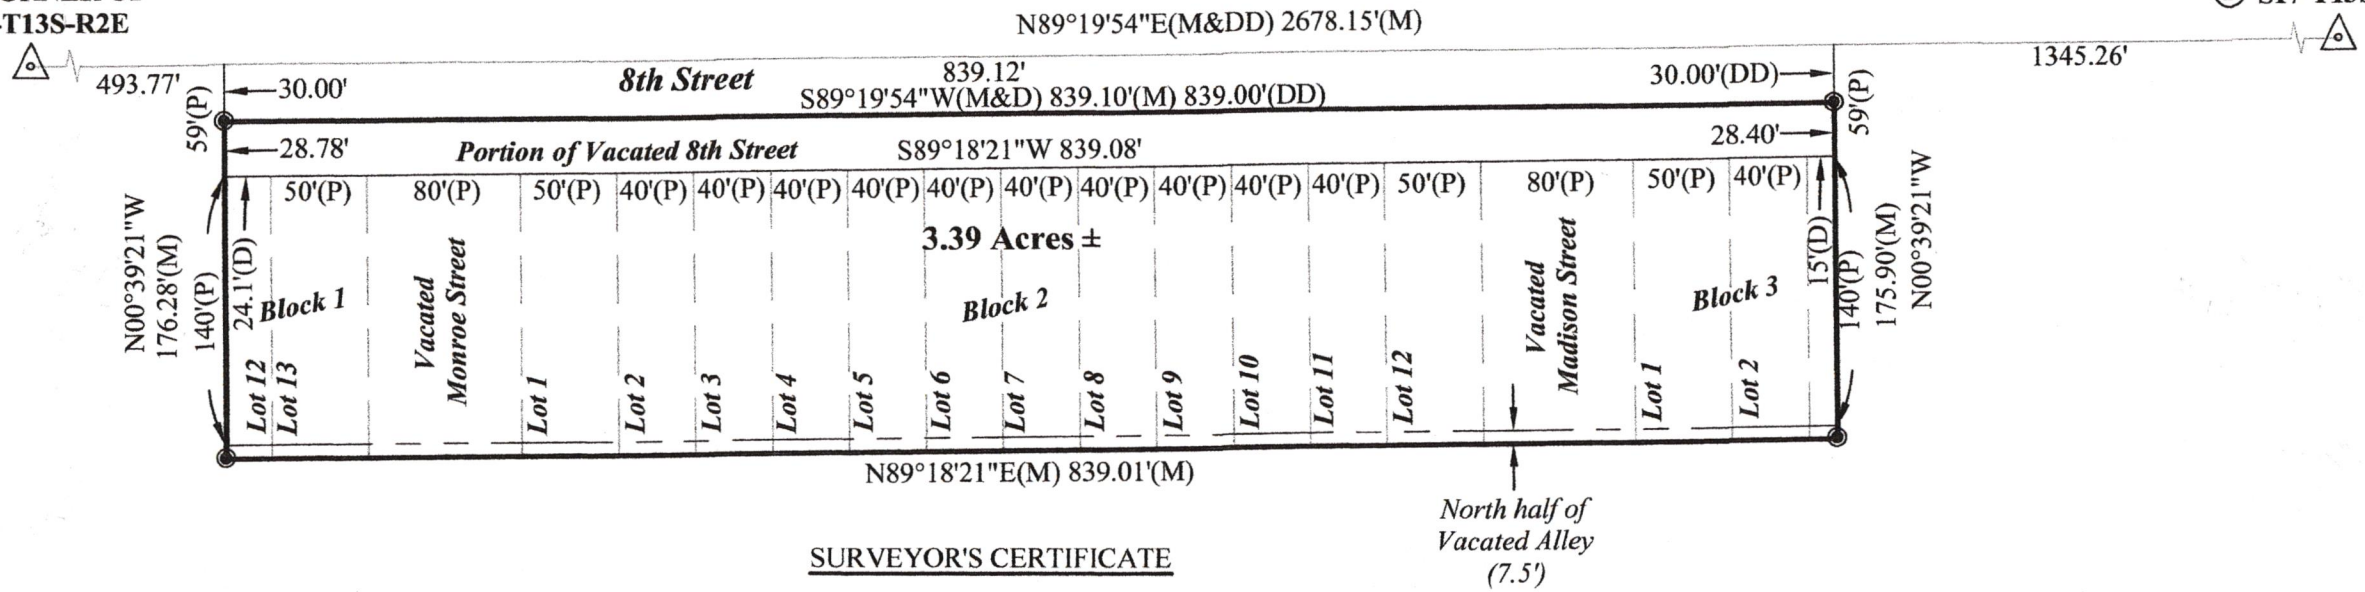 -T13S-R2E
N89°19'54"E(M&DD) 2678.15'(M)
493.77'
30.00'
8th Street
839.12'
30.00'(DD)
1345.26'
59'(P)
S89°19'54"W(M&D) 839.10'(M) 839.00'(DD)
59'(P)
28.78'
Portion of Vacated 8th Street
S89°18'21"W 839.08'
28.40'
50'(P)
80'(P)
50'(P)
40'(P)
40'(P)
40'(P)
40'(P)
40'(P)
40'(P)
40'(P)
40'(P)
40'(P)
40'(P)
50'(P)
80'(P)
50'(P)
40'(P)
N00°39'21"W
176.28'(M)
140'(P)
24.1'(D)
3.39 Acres ±
15'(D)
140'(P)
175.90'(M)
N00°39'21"W
Block 1
Vacated
Monroe Street
Block 2
Vacated
Madison Street
Block 3
Lot 12
Lot 13
Lot 1
Lot 2
Lot 3
Lot 4
Lot 5
Lot 6
Lot 7
Lot 8
Lot 9
Lot 10
Lot 11
Lot 12
Lot 1
Lot 2
N89°18'21"E(M) 839.01'(M)
North half of
Vacated Alley
(7.5')
SURVEYOR'S CERTIFICATE